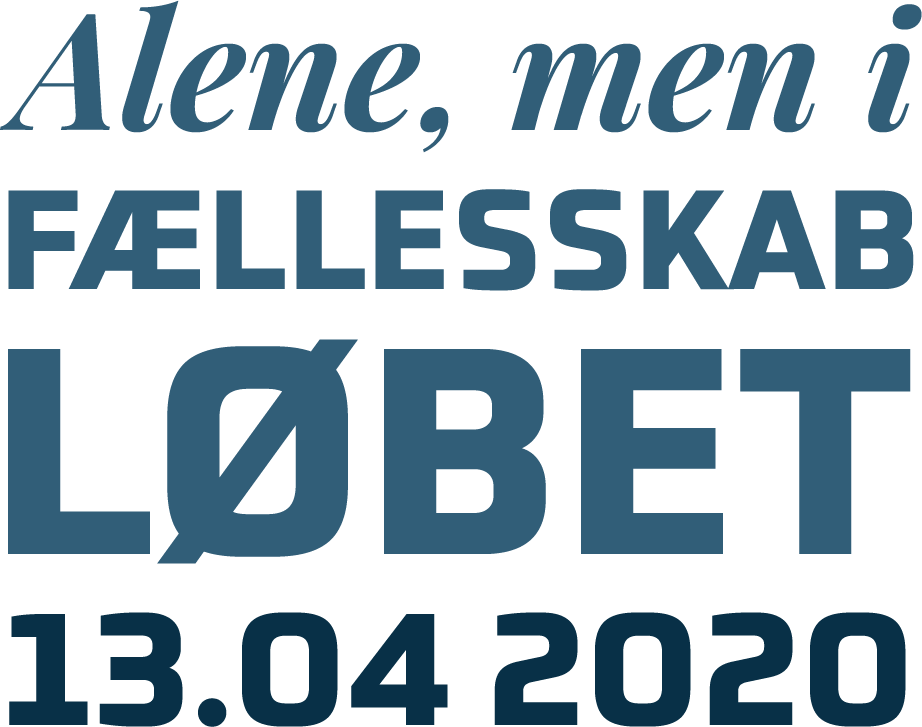 Alene, men i
FÆLLESSKAB
LØBET
13.04 2020